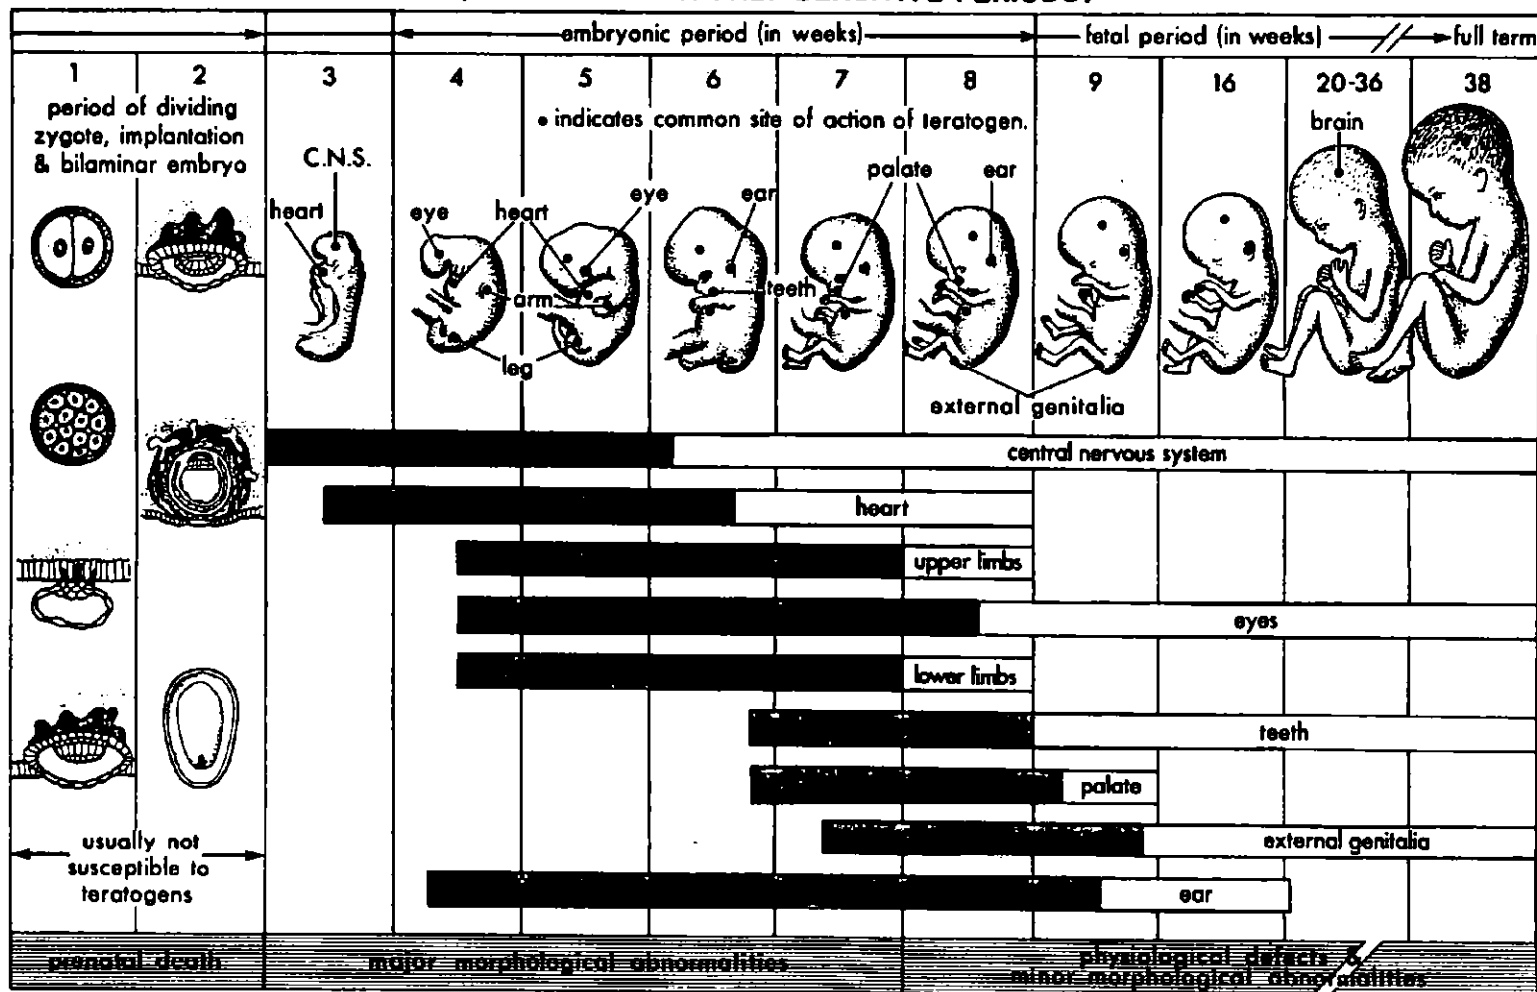 embryonic period (in weeks)
fetal period (in weeks)
full term
1
2
3
4
5
6
7
8
9
16
20-36
38
period of dividing
zygote, implantation
& bilaminar embryo
• indicates common site of action of teratogen.
C.N.S.
heart
eye
heart
eye
ear
palate
ear
brain
arm
teeth
leg
external genitalia
central nervous system
heart
upper limbs
eyes
lower limbs
teeth
palate
external genitalia
ear
usually not
susceptible to
teratogens
prenatal death
major morphological abnormalities
physiological defects &
minor morphological abnormalities